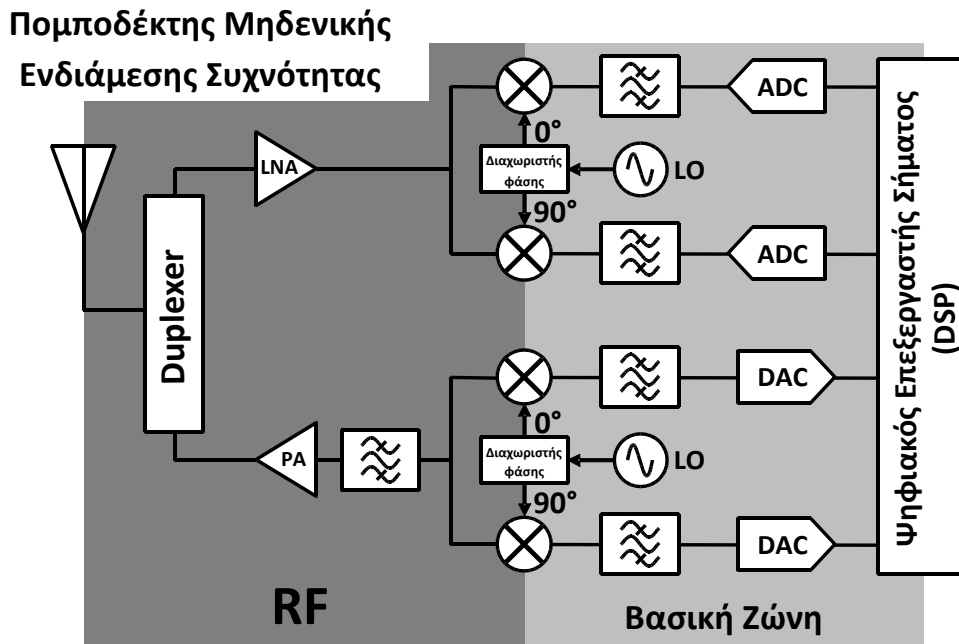 Πομποδέκτης Μηδενικής
Ενδιάμεσης Συχνότητας
LNA
Duplexer
PA
0°
Διαχωριστής
φάσης
90°
LO
ADC
ADC
0°
Διαχωριστής
φάσης
90°
LO
DAC
DAC
Ψηφιακός Επεξεργαστής Σήματος
(DSP)
RF
Βασική Ζώνη